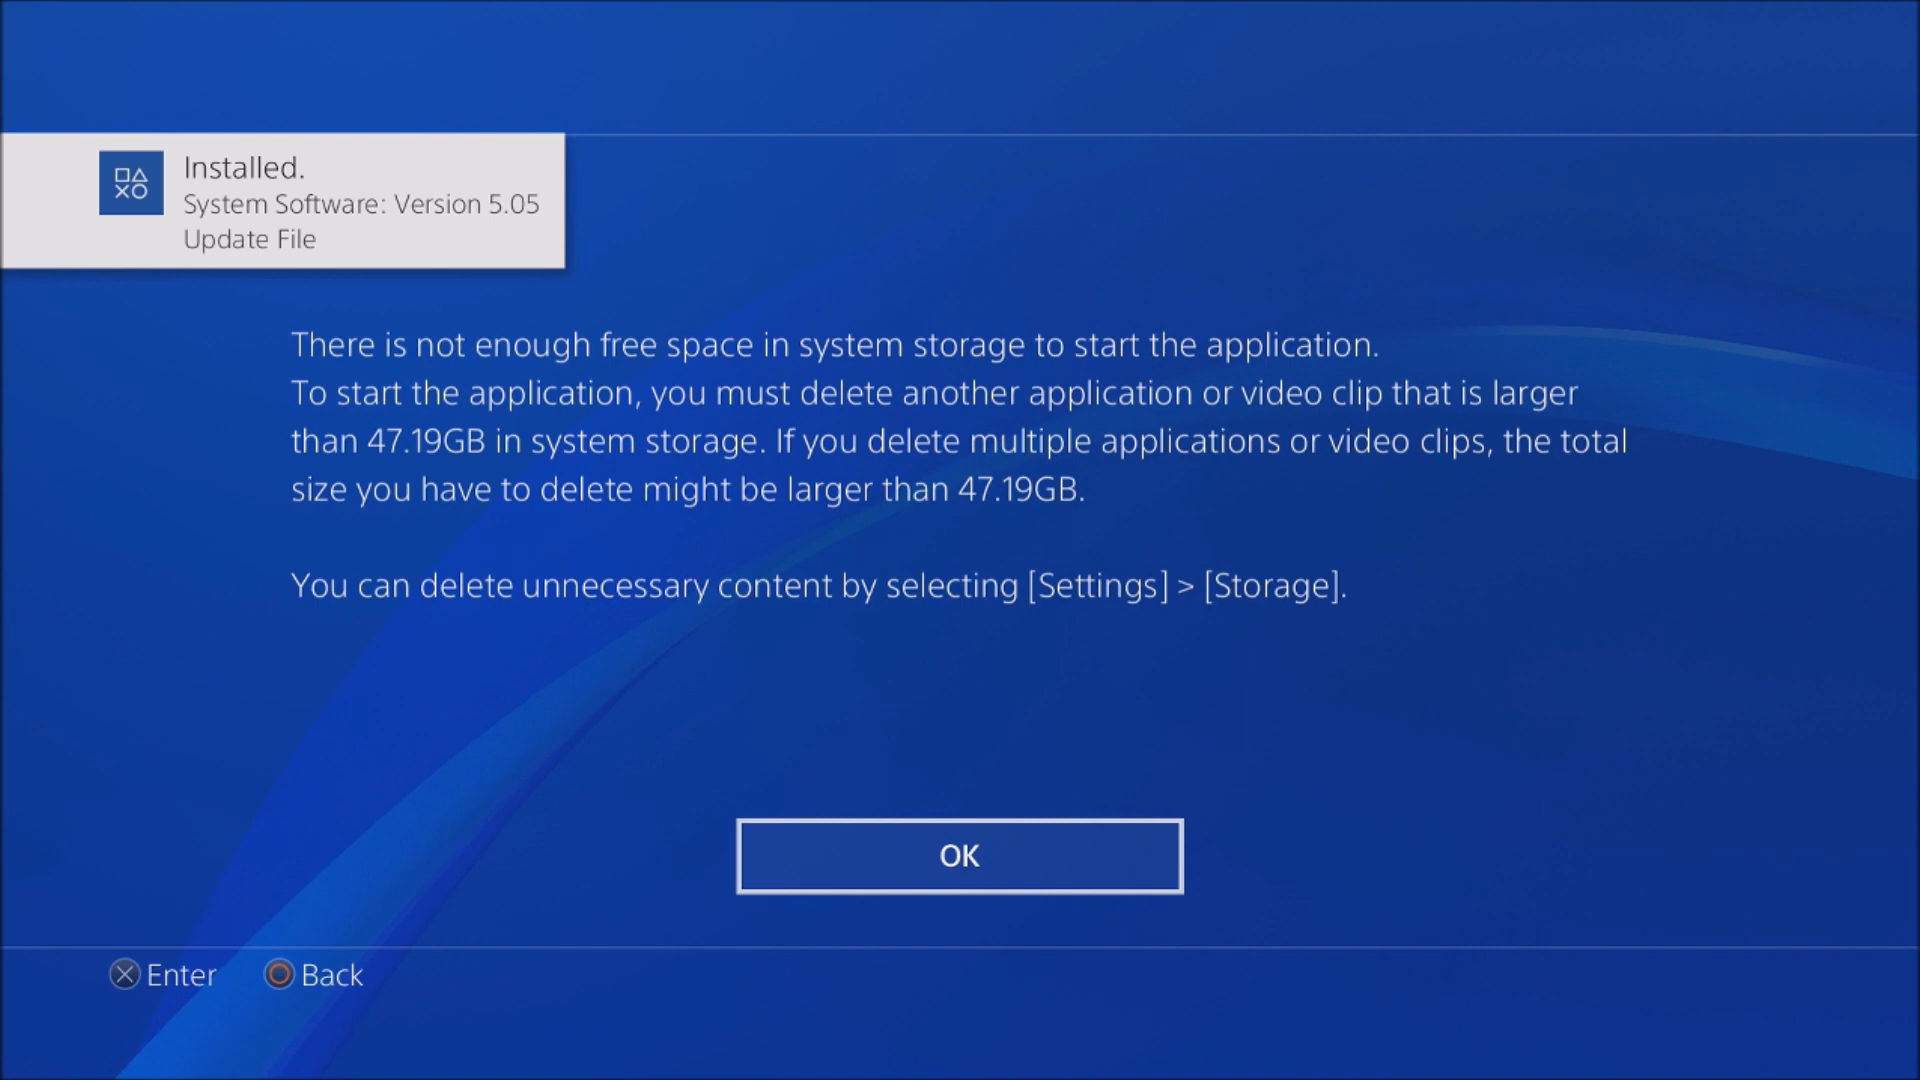 Installed.
System Software: Version 5.05
Update File
There is not enough free space in system storage to start the application.
To start the application, you must delete another application or video clip that is larger
than 47.19GB in system storage. If you delete multiple applications or video clips, the total
size you have to delete might be larger than 47.19GB.
You can delete unnecessary content by selecting [Settings] > [Storage].
OK
Enter Back